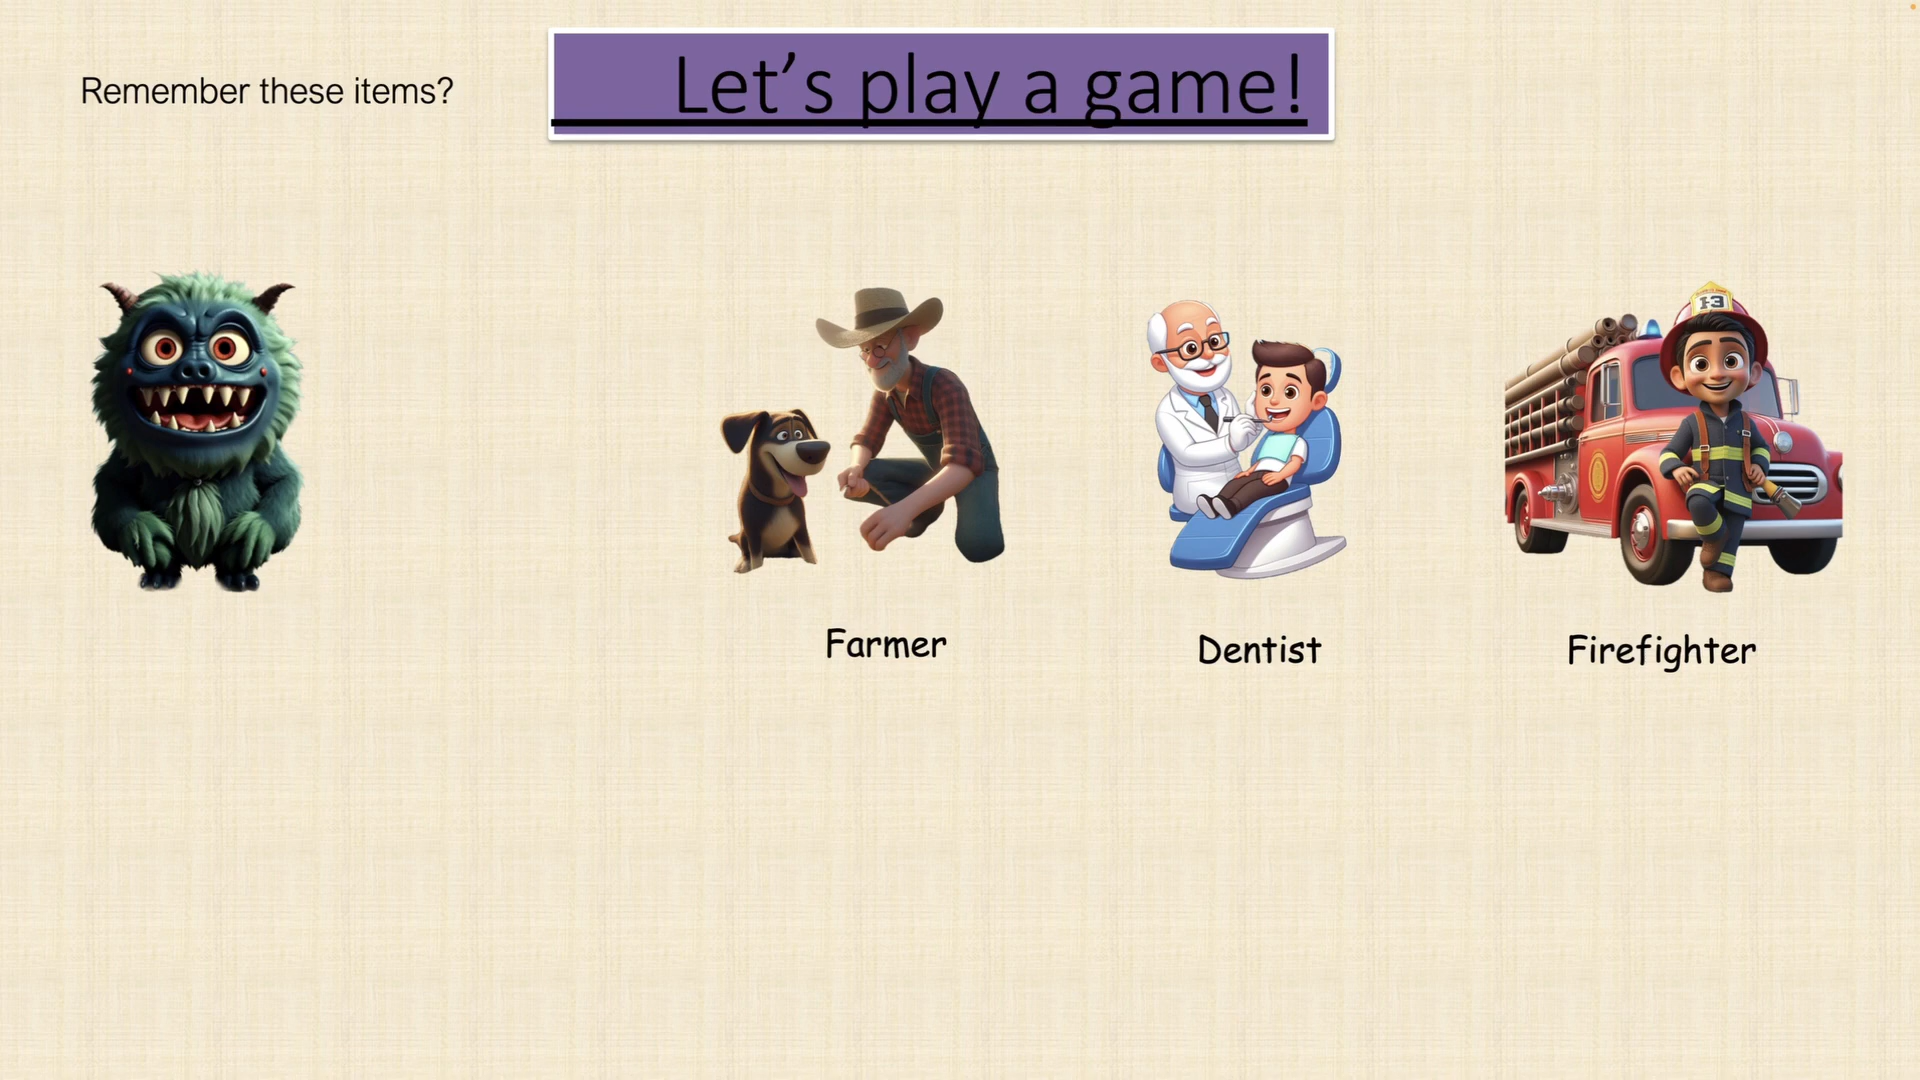 Let’s play a game!
Remember these items?
13
Farmer
Dentist
Firefighter